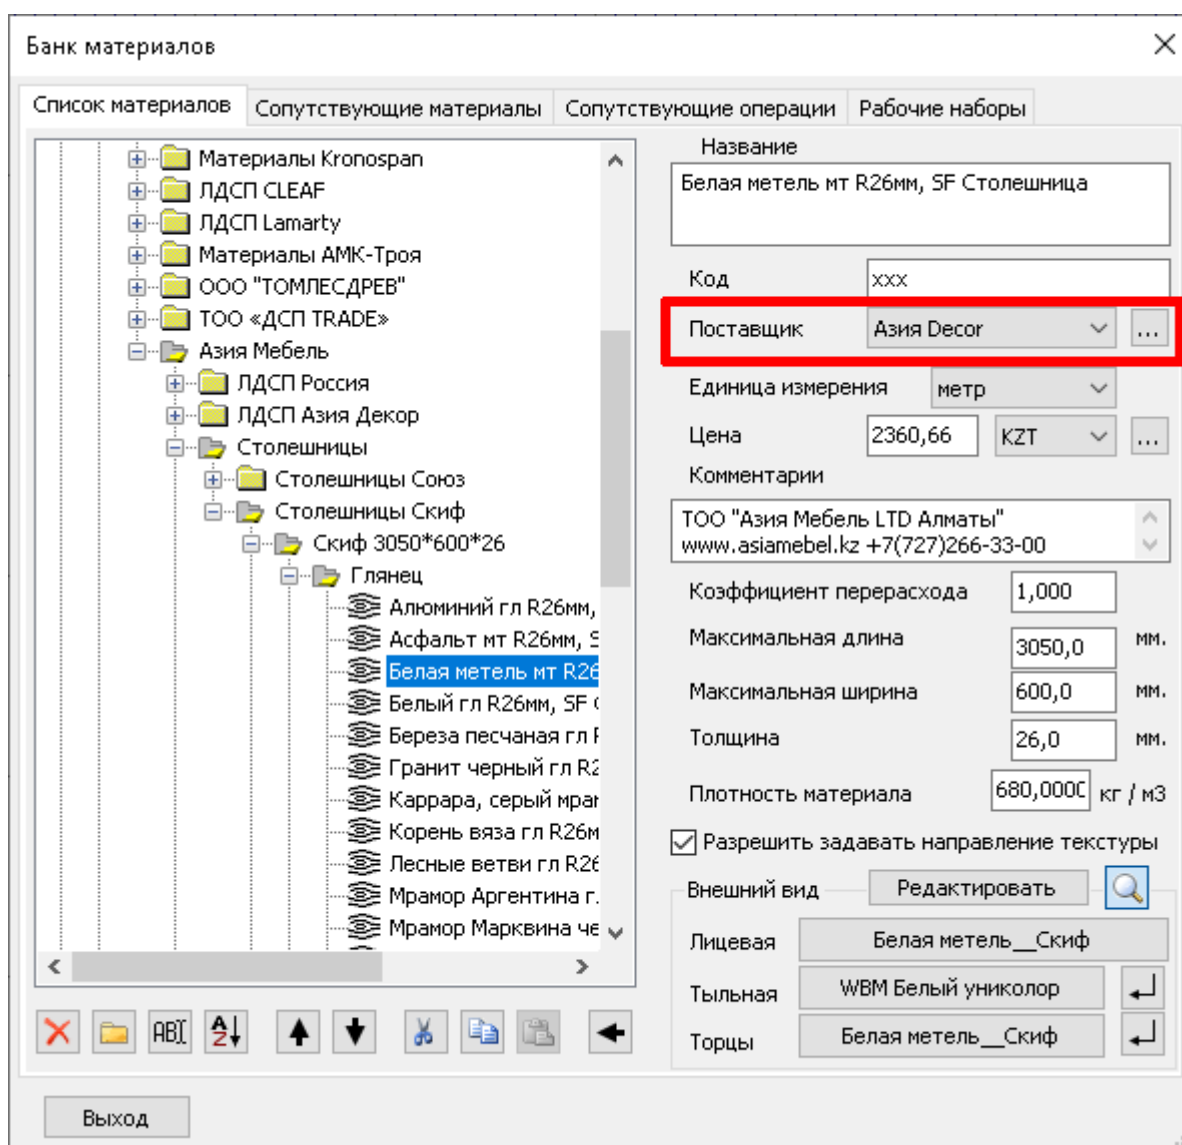 Банк материалов
Список материалов
Сопутствующие материалы
Сопутствующие операции
Рабочие наборы
Материалы Kronospan
ЛДСП CLEAF
ЛДСП Lamarty
Материалы АМК-Троя
ООО "ТОМЛЕСДРЕВ"
ТОО «ДСП TRADE»
Азия Мебель
ЛДСП Россия
ЛДСП Азия Декор
Столешницы
Столешницы Союз
Столешницы Скиф
Скиф 3050*600*26
Глянец
Алюминий гл R26мм,
Асфальт мт R26мм,
Белая метель мт R26
Белый гл R26мм, SF
Береза песчаная гл
Гранит черный гл
Каррара, серый
Корень вяза гл R26м
Лесные ветви гл R26
Мрамор Аргентина г.
Мрамор Марквина че
Название
Белая метель мт R26мм, SF Столешница
Код
xxx
Поставщик
Азия Decor
...
Единица измерения
метр
Цена
2360,66
KZT
...
Комментарии
ТОО "Азия Мебель LTD Алматы"
www.asiamebel.kz +7(727)266-33-00
Коэффициент перерасхода
1,000
Максимальная длина
3050,0
мм.
Максимальная ширина
600,0
мм.
Толщина
26,0
мм.
Плотность материала
680,000
кг / м3
Разрешить задавать направление текстуры
Внешний вид
Редактировать
Лицевая
Белая метель__Скиф
Тыльная
WBM Белый униколор
Торцы
Белая метель__Скиф
ABI
A
Z
Выход